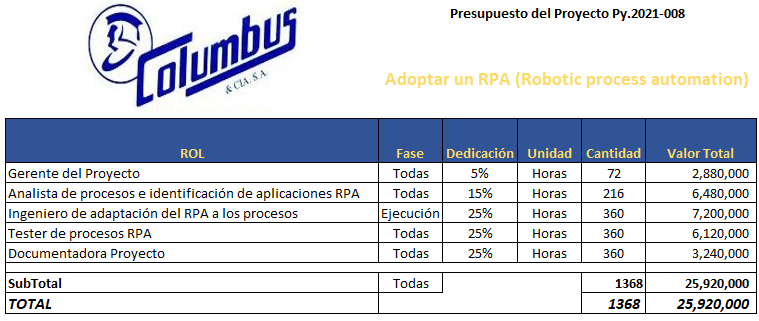 Presupuesto del Proyecto Py.2021-008
Columbus
& CIA. S.A.
Adoptar un RPA (Robotic process automation)
ROL Fase Dedicación Unidad Cantidad Valor Total
Gerente del Proyecto Todas 5% Horas 72 2,880,000
Analista de procesos e identificación de aplicaciones RPA Todas 15% Horas 216 6,480,000
Ingeniero de adaptación del RPA a los procesos Ejecución 25% Horas 360 7,200,000
Tester de procesos RPA Todas 25% Horas 360 6,120,000
Documentadora Proyecto Todas 25% Horas 360 3,240,000
SubTotal Todas 1368 25,920,000
TOTAL 1368 25,920,000